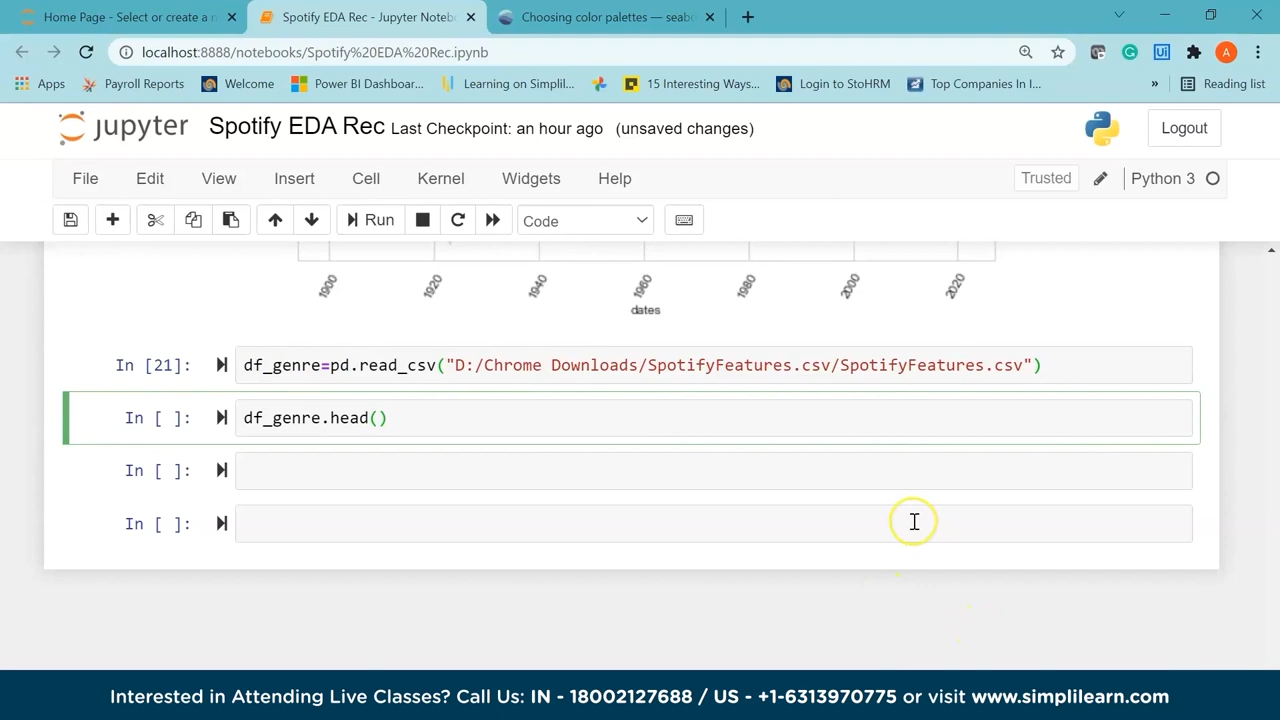 Home Page - Select or create a n
Spotify EDA Rec - Jupyter Notebo
Choosing color palettes — seab
localhost:8888/notebooks/Spotify%20EDA%20Rec.ipynb
A
Apps
Payroll Reports
Welcome
Power BI Dashboar...
Learning on Simplil...
15 Interesting Ways...
Login to StoHRM
Top Companies In I...
»
Reading list
jupyter
Spotify EDA Rec
Last Checkpoint: an hour ago
(unsaved changes)
Logout
File
Edit
View
Insert
Cell
Kernel
Widgets
Help
Trusted
Python 3
Run
Code
1900
1920
1940
1960
1980
2000
2020
dates
In [21]:
df_genre=pd.read_csv("D:/Chrome Downloads/SpotifyFeatures.csv/SpotifyFeatures.csv")
In [ ]:
df_genre.head()
In [ ]:
In [ ]:
Interested in Attending Live Classes? Call Us: IN - 18002127688 / US - +1-6313970775 or visit www.simplilearn.com